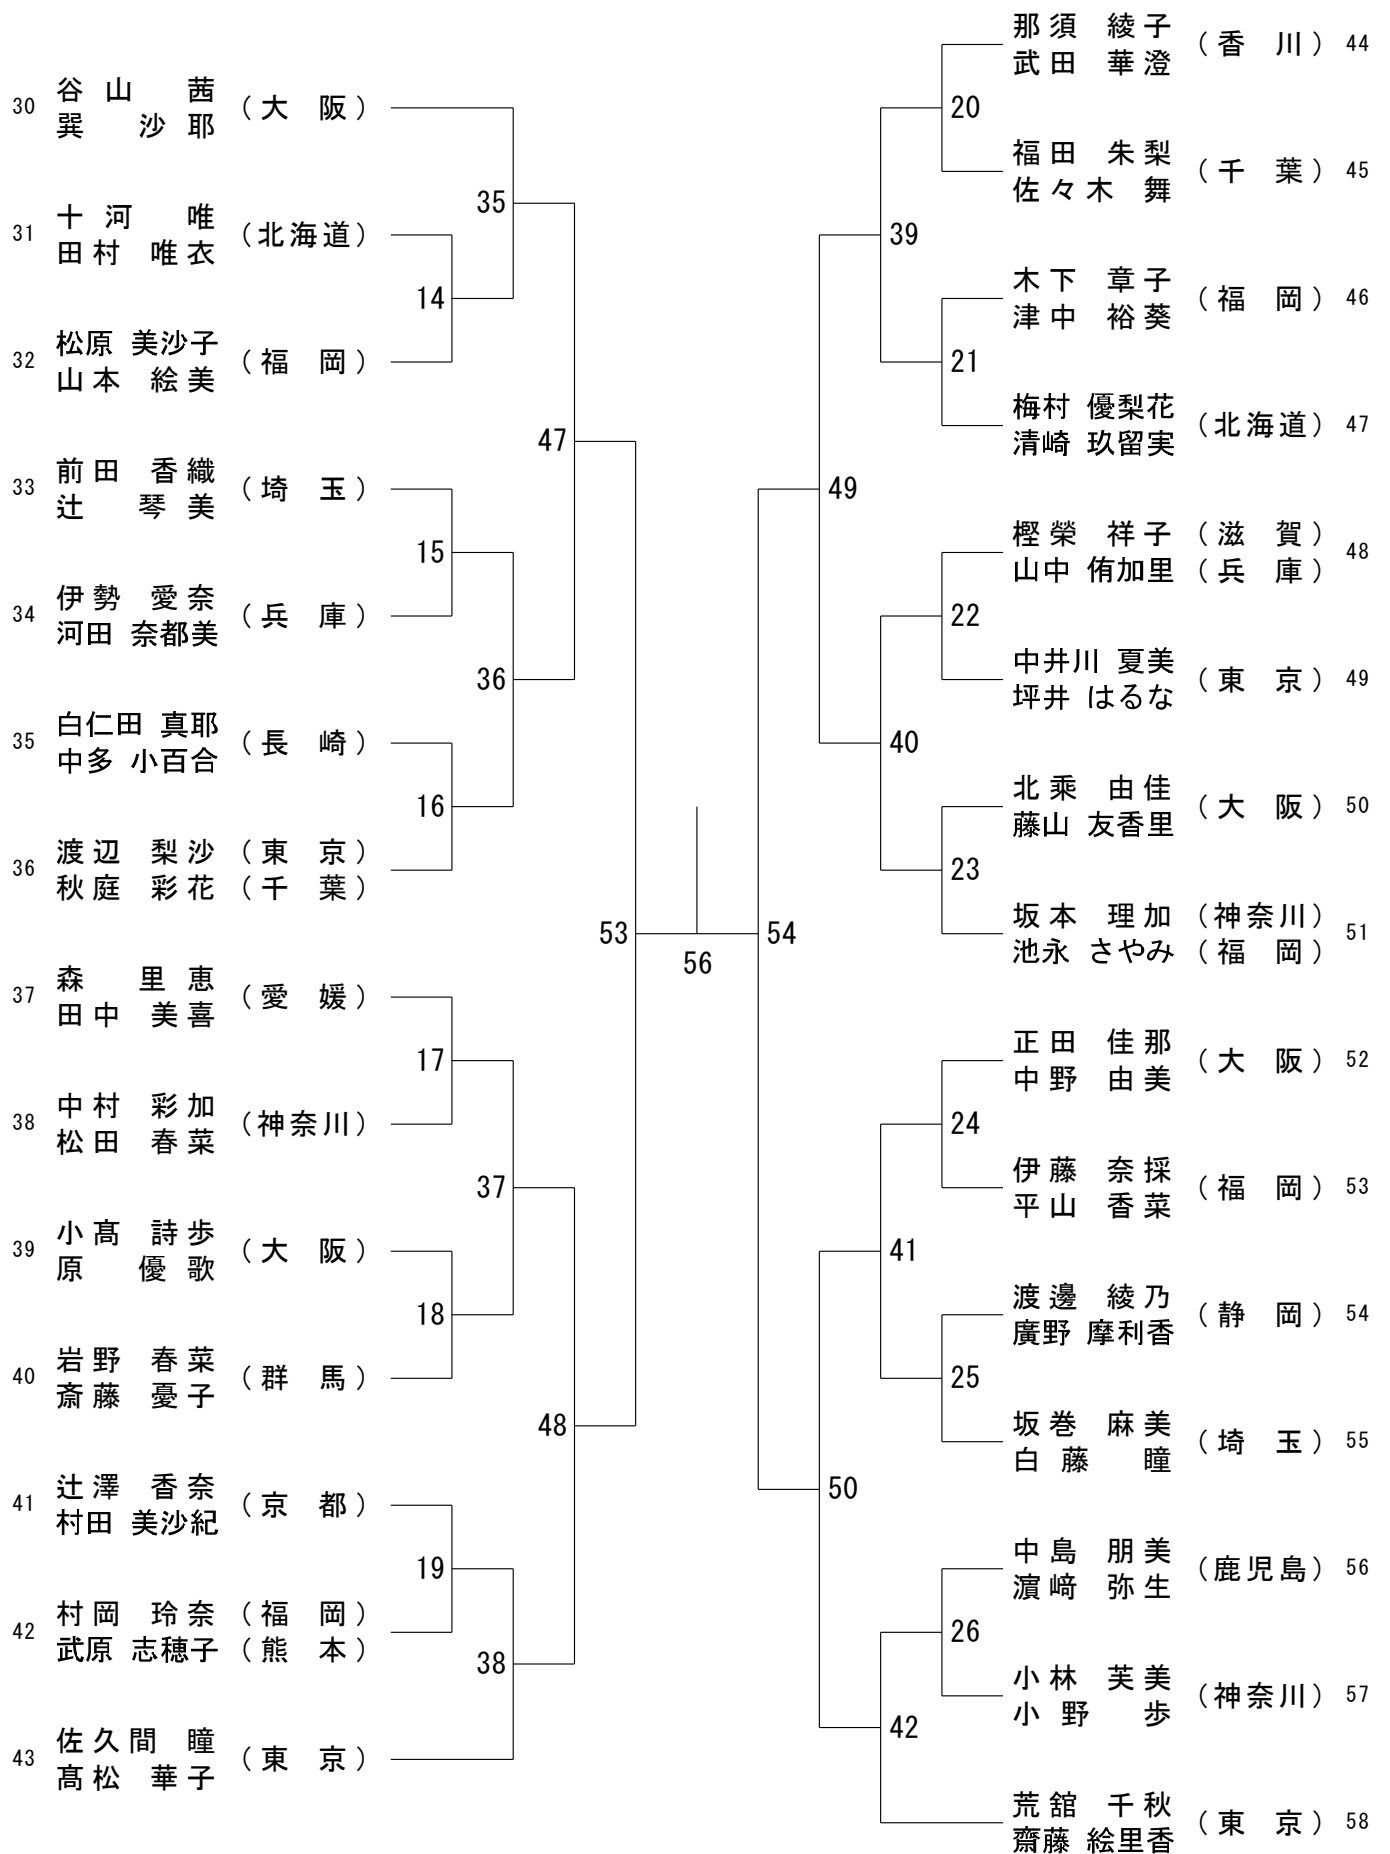 30 谷山 茜 (大阪)
巽 沙耶
31 十河 唯 (北海道)
田村 唯衣
32 松原 美沙子 (福岡)
山本 絵美
33 前田 香織 (埼玉)
辻 琴美
34 伊勢 愛奈 (兵庫)
河田 奈都美
35 白仁田 真耶 (長崎)
中多 小百合
36 渡辺 梨沙 (東京)
秋庭 彩花 (千葉)
37 森 里恵 (愛媛)
田中 美喜
38 中村 彩加 (神奈川)
松田 春菜
39 小髙 詩歩 (大阪)
原 優歌
40 岩野 春菜 (群馬)
斎藤 憂子
41 辻澤 香奈 (京都)
村田 美沙紀
42 村岡 玲奈 (福岡)
武原 志穂子 (熊本)
43 佐久間 瞳 (東京)
髙松 華子
35
14
47
15
36
16
53
17
37
18
48
19
38
56
54
20
39
21
49
22
40
23
24
41
25
50
26
42
那須 綾子 (香川) 44
武田 華澄
福田 朱梨 (千葉) 45
佐々木 舞
木下 章子 (福岡) 46
津中 裕葵
梅村 優梨花 (北海道) 47
清崎 玖留実
樫榮 祥子 (滋賀) 48
山中 侑加里 (兵庫)
中井川 夏美 (東京) 49
坪井 はるな
北乘 由佳 (大阪) 50
藤山 友香里
坂本 理加 (神奈川) 51
池永 さやみ (福岡)
正田 佳那 (大阪) 52
中野 由美
伊藤 奈採 (福岡) 53
平山 香菜
渡邊 綾乃 (静岡) 54
廣野 摩利香
坂巻 麻美 (埼玉) 55
白藤 瞳
中島 朋美 (鹿児島) 56
濵﨑 弥生
小林 芙美 (神奈川) 57
小野 歩
荒舘 千秋 (東京) 58
齋藤 絵里香